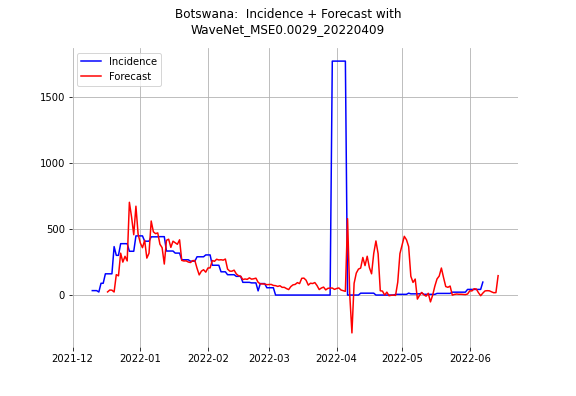 Botswana:  Incidence + Forecast with
WaveNet_MSE0.0029_20220409
Incidence
Forecast
1500
1000
500
0
2021-12
2022-01
2022-02
2022-03
2022-04
2022-05
2022-06